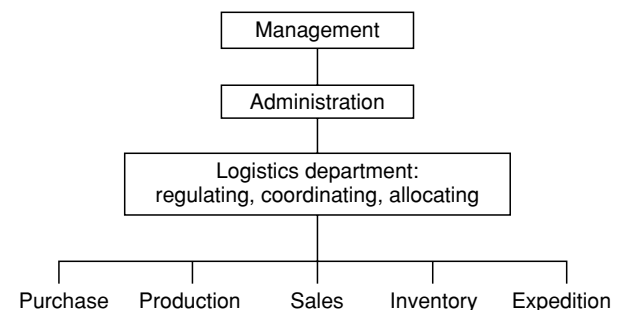 Management
Administration
Logistics department:
regulating, coordinating, allocating
Purchase Production Sales Inventory Expedition